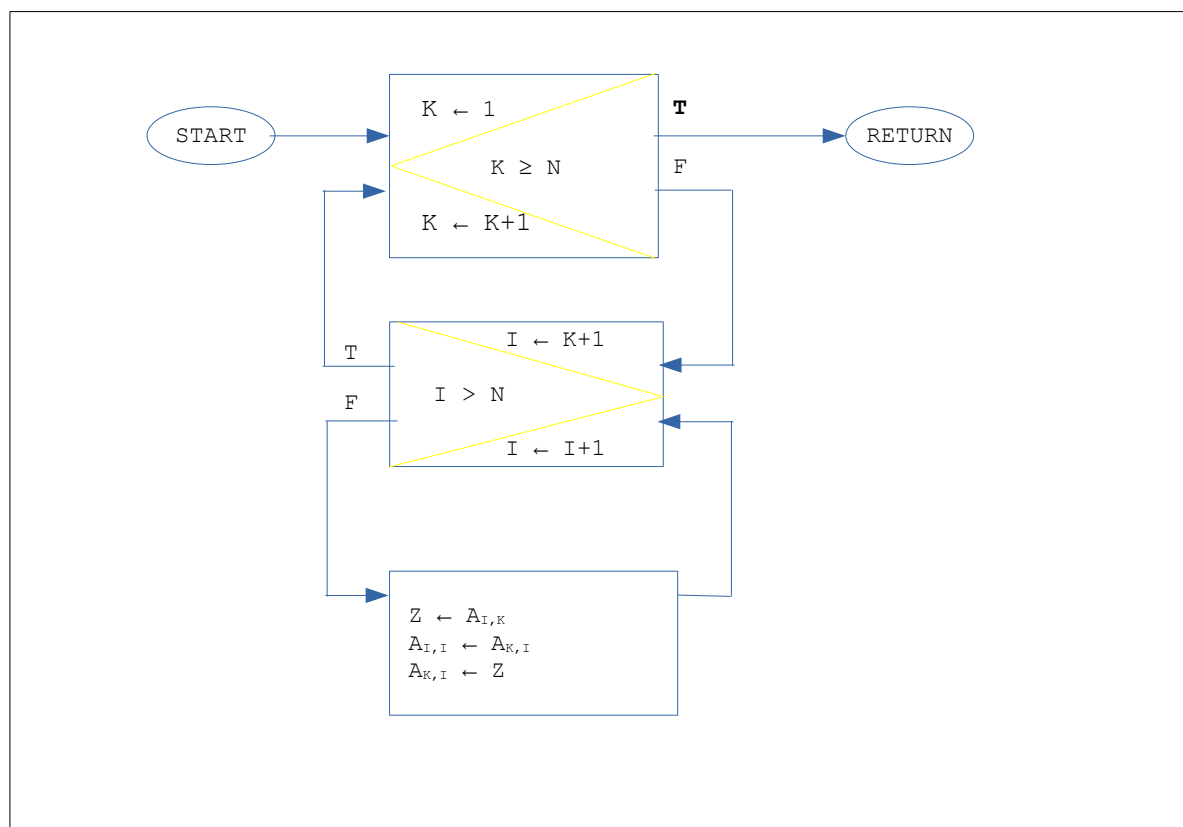 START
K ← 1
T
RETURN
K ≥ N
F
K ← K+1
I ← K+1
T
I > N
F
I ← I+1
Z ← A_{I,K}
A_{I,I} ← A_{K,I}
A_{K,I} ← Z